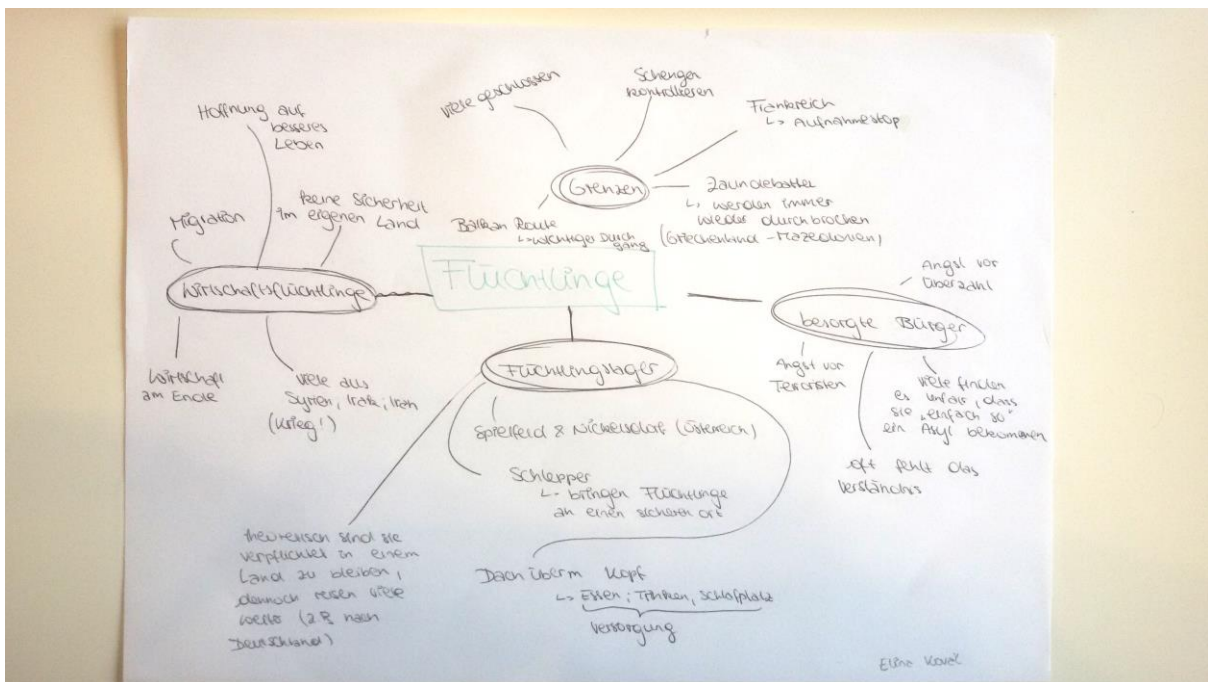 Flüchtlinge
Grenzen
viele geschlossen
Schengen
kontrollieren
Frankreich
↳ Aufnahmestop
Zaundebatte
↳ werden immer
wieder durchbrochen
(Griechenland - Mazedonien)
Balkan Route
↳ wichtiger Durch
gang
Wirtschaftsflüchtlinge
Migration
Hoffnung auf
besseres
Leben
keine Sicherheit
im eigenen Land
Wirtschaft
am Ende
viele aus
Syrien, Irak, Iran
(Krieg!)
Flüchtlingslager
Spielfeld & Nickelsdorf (Österreich)
Schlepper
↳ bringen Flüchtlinge
an einen sicheren Ort
theoretisch sind sie
verpflichtet in einem
Land zu bleiben,
dennoch reisen viele
weiter (z.B. nach
Deutschland)
Dach überm Kopf
↳ Essen, Trinken, Schlafplatz
Versorgung
besorgte Bürger
Angst vor
Überzahl
Angst vor
Terroristen
viele finden
es unfair, dass
sie „einfach so"
ein Asyl bekommen
oft fehlt das
Verständnis
Elina